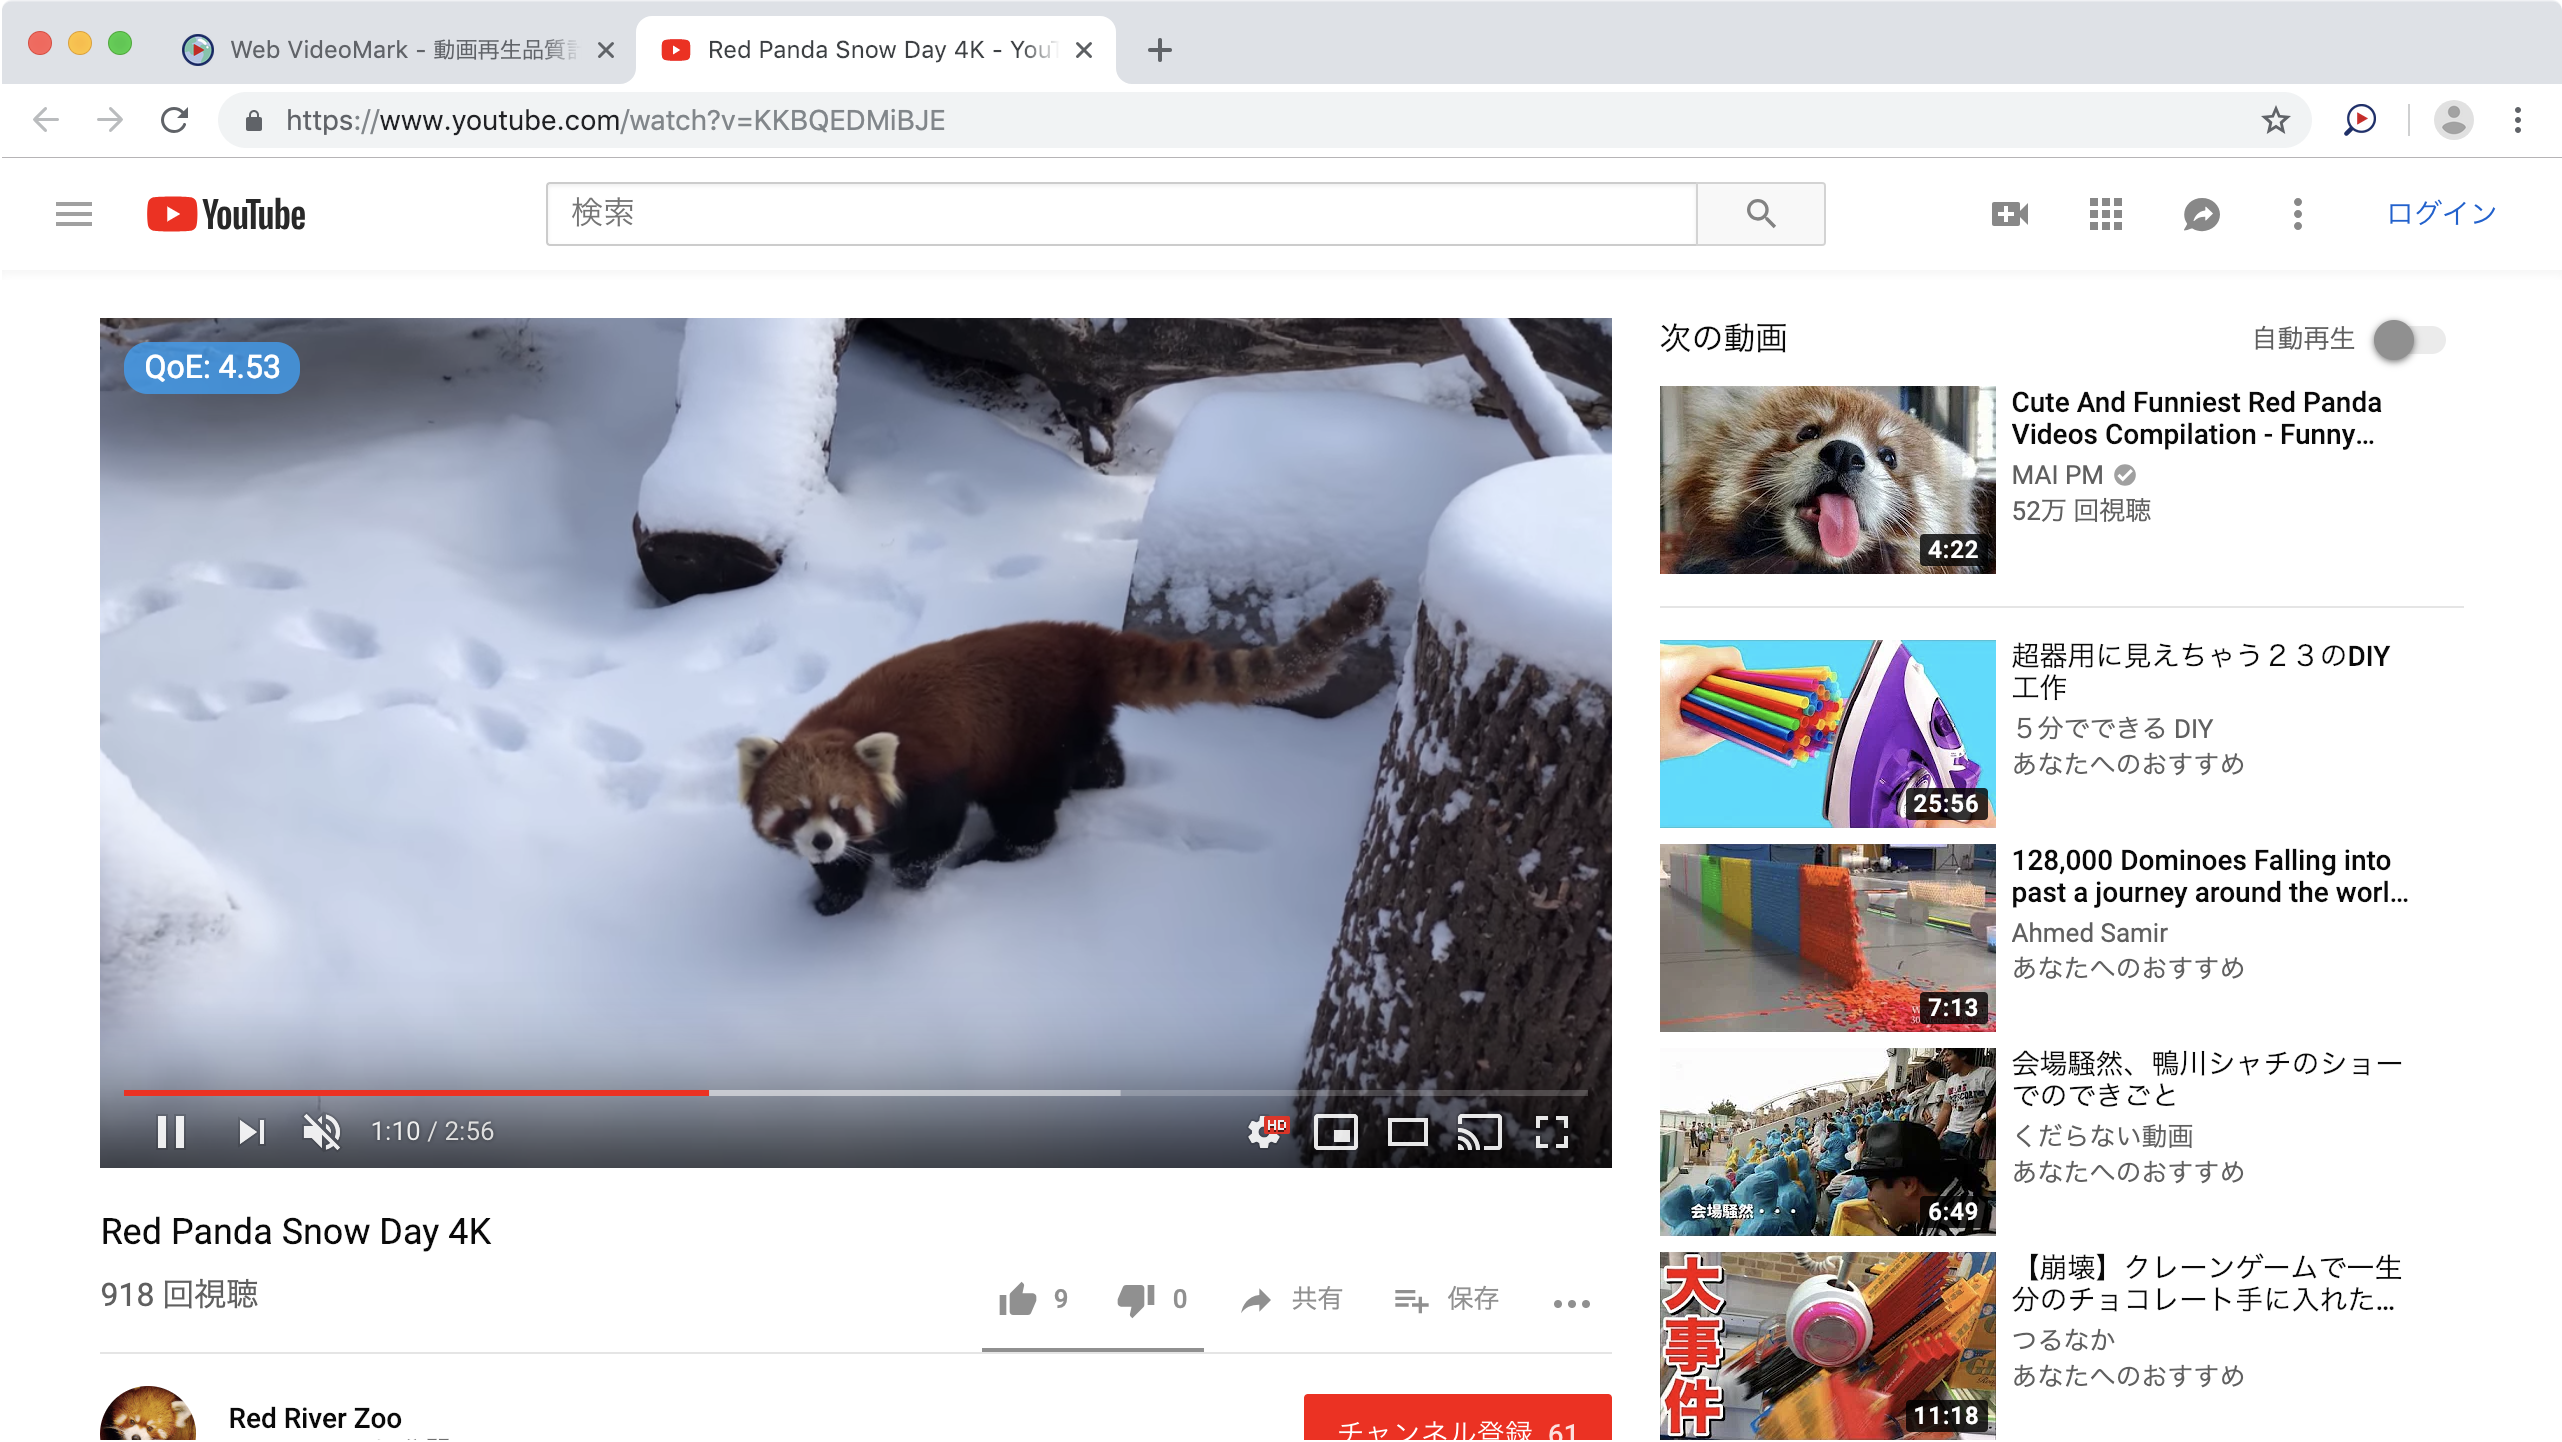 Web VideoMark - 動画再生品質
Red Panda Snow Day 4K - YouT
https://www.youtube.com/watch?v=KKBQEDMiBJE
YouTube
検索
ログイン
QoE: 4.53
1:10 / 2:56
HD
Red Panda Snow Day 4K
918 回視聴
9
0
共有
保存
Red River Zoo
チャンネル登録 61
次の動画
自動再生
4:22
Cute And Funniest Red Panda
Videos Compilation - Funny...
MAI PM
52万 回視聴
25:56
超器用に見えちゃう２３のDIY
工作
５分でできる DIY
あなたへのおすすめ
7:13
128,000 Dominoes Falling into
past a journey around the worl...
Ahmed Samir
あなたへのおすすめ
会場騒然・・・
6:49
会場騒然、鴨川シャチのショー
でのできごと
くだらない動画
あなたへのおすすめ
大事件
11:18
【崩壊】クレーンゲームで一生
分のチョコレート手に入れた...
つるなか
あなたへのおすすめ